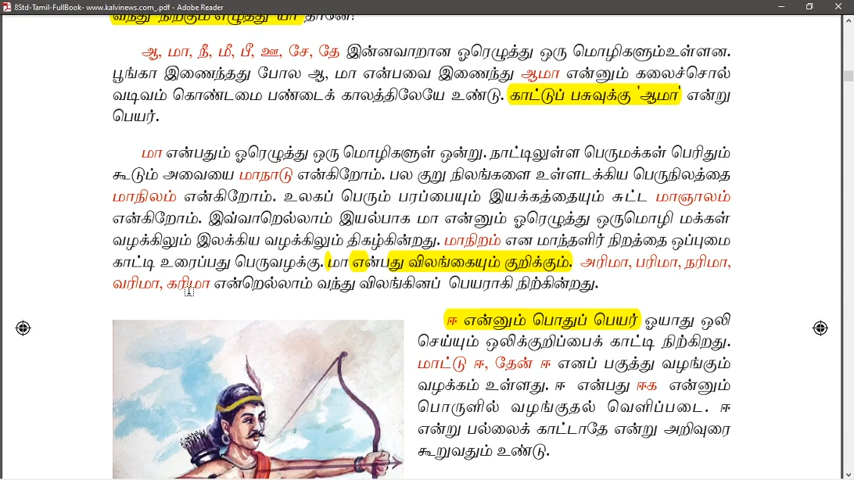 8Std-Tamil-FullBook- www.kalvinews.com_.pdf - Adobe Reader
வந்து நிற்கும் எழுத்து 'யா' தானே!
ஆ, மா, நீ, மீ, பீ, ஊ, சே, தே இன்னவாறான ஓரெழுத்து ஒரு மொழிகளும்உள்ளன.
பூங்கா இணைந்தது போல ஆ, மா என்பவை இணைந்து ஆமா என்னும் கலைச்சொல்
வடிவம் கொண்டமை பண்டைக் காலத்திலேயே உண்டு. காட்டுப் பசுவுக்கு 'ஆமா' என்று
பெயர்.
மா என்பதும் ஓரெழுத்து ஒரு மொழிகளுள் ஒன்று. நாட்டிலுள்ள பெருமக்கள் பெரிதும்
கூடும் அவையை மாநாடு என்கிறோம். பல குறு நிலங்களை உள்ளடக்கிய பெருநிலத்தை
மாநிலம் என்கிறோம். உலகப் பெரும் பரப்பையும் இயக்கத்தையும் சுட்ட மாஞாலம்
என்கிறோம். இவ்வாறெல்லாம் இயல்பாக மா என்னும் ஓரெழுத்து ஒருமொழி மக்கள்
வழக்கிலும் இலக்கிய வழக்கிலும் திகழ்கின்றது. மாநிறம் என மாந்தளிர் நிறத்தை ஒப்புமை
காட்டி உரைப்பது பெருவழக்கு. மா என்பது விலங்கையும் குறிக்கும். அரிமா, பரிமா, நரிமா,
வரிமா, கரிமா என்றெல்லாம் வந்து விலங்கினப் பெயராகி நிற்கின்றது.
ஈ என்னும் பொதுப் பெயர் ஓயாது ஒலி
செய்யும் ஒலிக்குறிப்பைக் காட்டி நிற்கிறது.
மாட்டு ஈ, தேன் ஈ எனப் பகுத்து வழங்கும்
வழக்கம் உள்ளது. ஈ என்பது ஈக என்னும்
பொருளில் வழங்குதல் வெளிப்படை. ஈ
என்று பல்லைக் காட்டாதே என்று அறிவுரை
கூறுவதும் உண்டு.